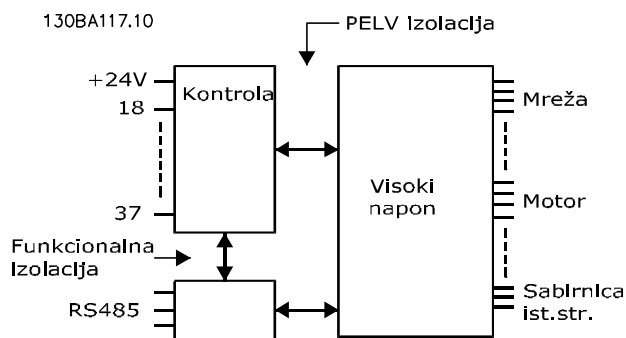 130BA117.10
PELV izolacija
+24V
18
37
Kontrola
Visoki
napon
Mreža
Motor
Sabirnica
ist.str.
Funkcionalna
izolacija
RS485